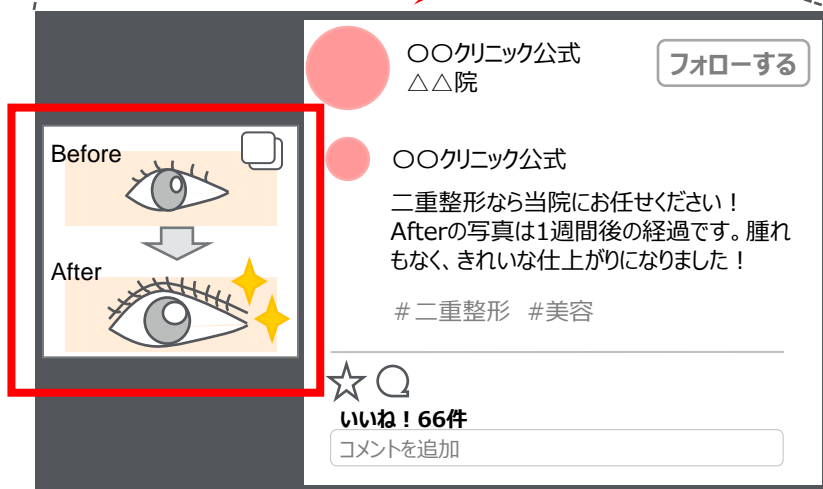 〇〇クリニック公式
△△院
フォローする
Before
After
〇〇クリニック公式
二重整形なら当院にお任せください！
Afterの写真は1週間後の経過です。腫れ
もなく、きれいな仕上がりになりました！
＃二重整形 #美容
いいね！66件
コメントを追加